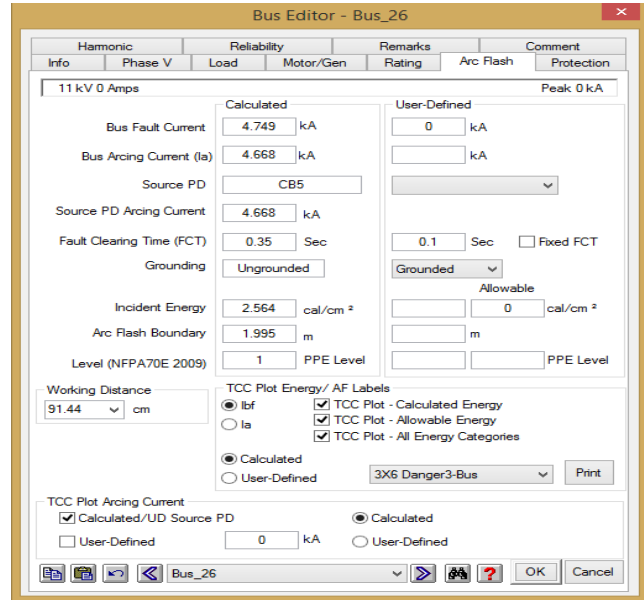 Bus Editor - Bus_26
Harmonic Reliability Remarks Comment
Info Phase V Load Motor/Gen Rating Arc Flash Protection
11 kV 0 Amps Peak 0 kA
Calculated User-Defined
Bus Fault Current 4.749 kA 0 kA
Bus Arcing Current (Ia) 4.668 kA kA
Source PD CB5
Source PD Arcing Current 4.668 kA
Fault Clearing Time (FCT) 0.35 Sec 0.1 Sec Fixed FCT
Grounding Ungrounded Grounded
Allowable
Incident Energy 2.564 cal/cm ² 0 cal/cm ²
Arc Flash Boundary 1.995 m m
Level (NFPA70E 2009) 1 PPE Level PPE Level
Working Distance TCC Plot Energy/ AF Labels
91.44 cm Ibf TCC Plot - Calculated Energy
Ia TCC Plot - Allowable Energy
TCC Plot - All Energy Categories
Calculated
User-Defined 3X6 Danger3-Bus Print
TCC Plot Arcing Current
Calculated/UD Source PD Calculated
User-Defined 0 kA User-Defined
Bus_26 OK Cancel